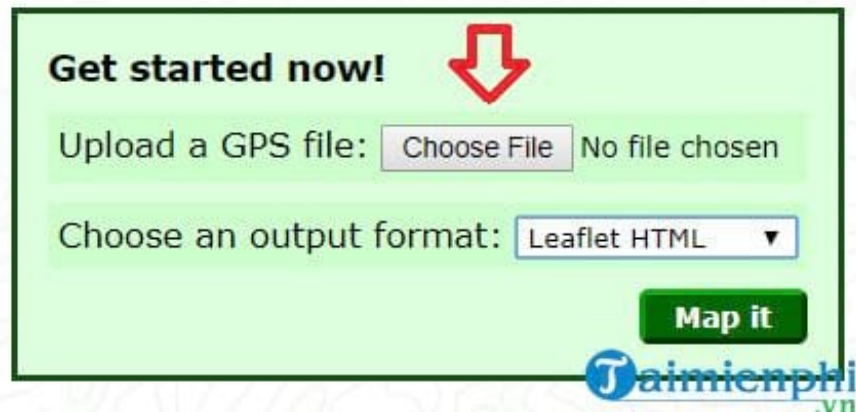 Get started now!
Upload a GPS file: Choose File No file chosen
Choose an output format: Leaflet HTML ▼
Map it
Taimienphi
.vn